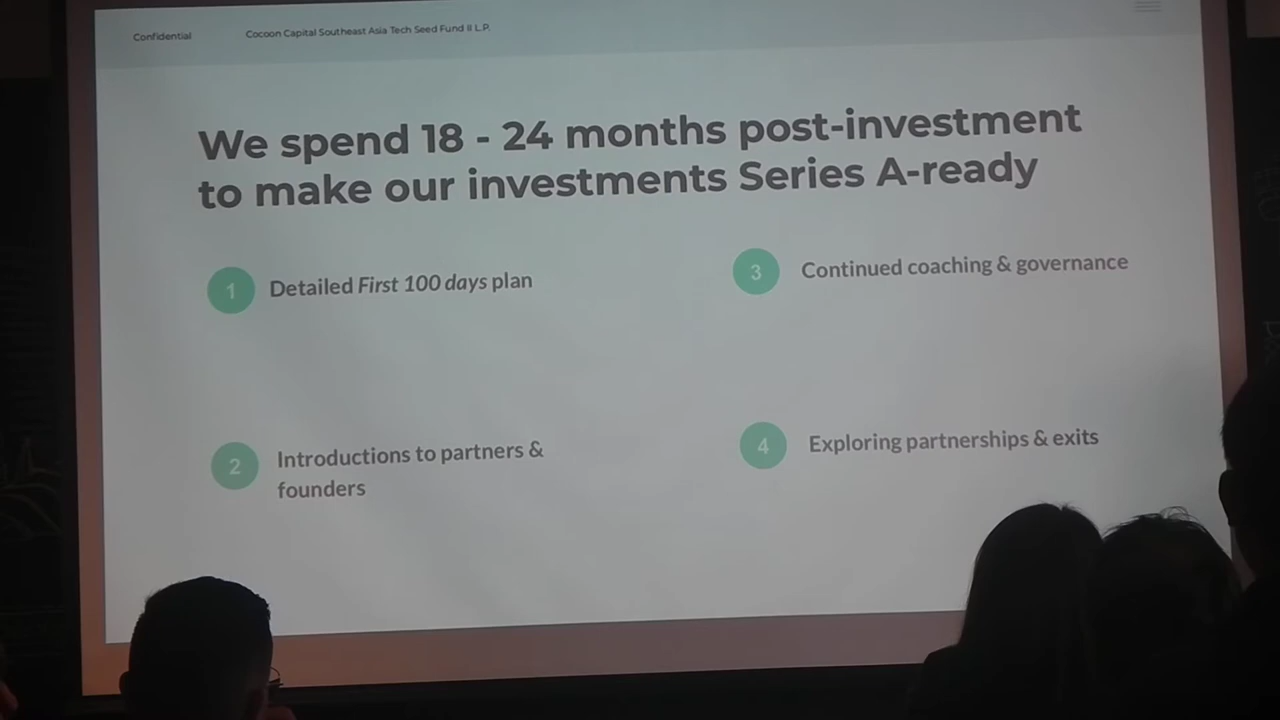 Confidential
Cocoon Capital Southeast Asia Tech Seed Fund II L.P.
We spend 18 - 24 months post-investment
to make our investments Series A-ready
1
Detailed First 100 days plan
2
Introductions to partners &
founders
3
Continued coaching & governance
4
Exploring partnerships & exits